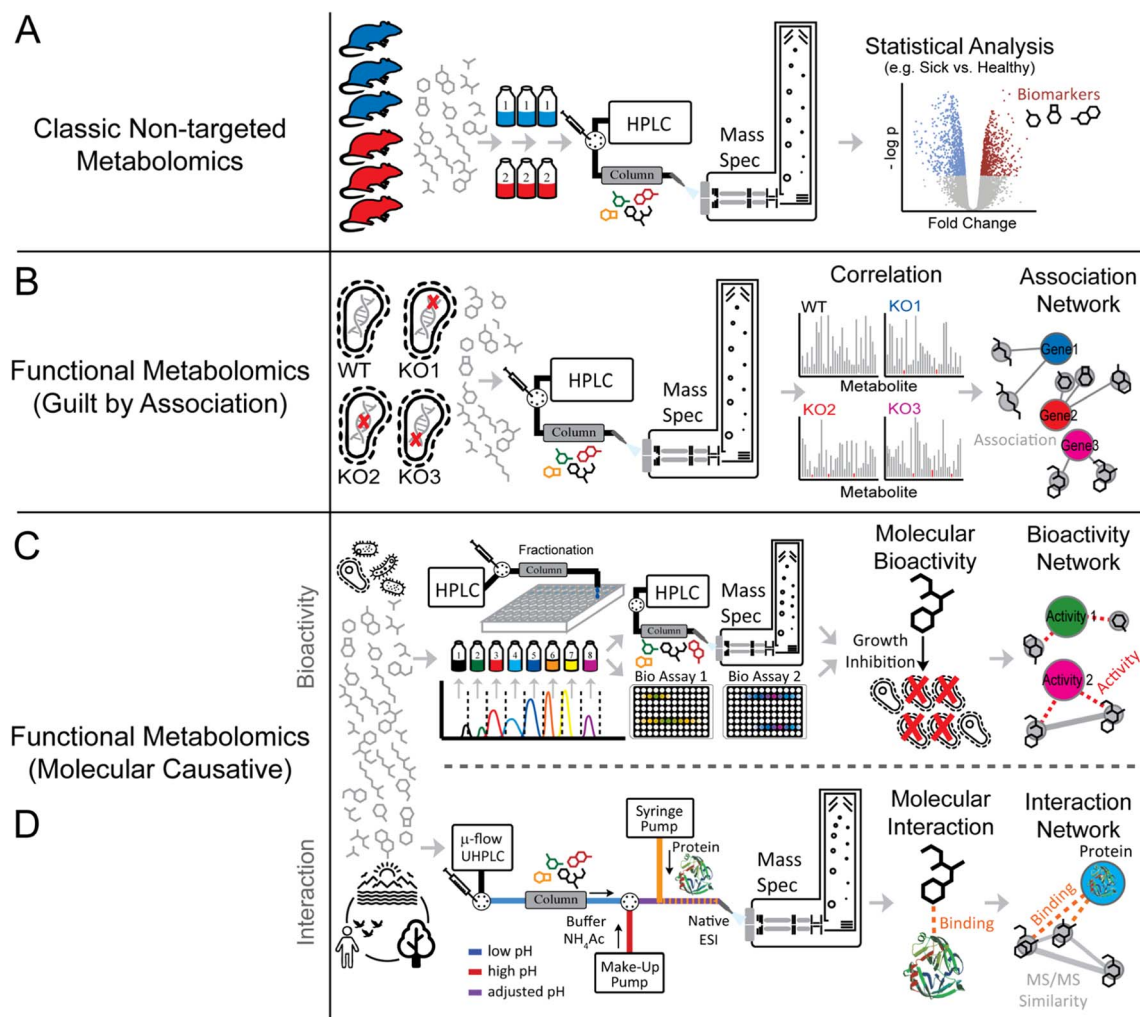 A
Classic Non-targeted
Metabolomics
1 1 1
2 2 2
HPLC
Column
Mass
Spec
Statistical Analysis
(e.g. Sick vs. Healthy)
Biomarkers
- log p
Fold Change
B
Functional Metabolomics
(Guilt by Association)
WT KO1
KO2 KO3
HPLC
Column
Mass
Spec
Correlation
WT KO1
Metabolite
KO2 KO3
Metabolite
Association
Network
Gene1
Gene2
Association
Gene3
C
Functional Metabolomics
(Molecular Causative)
Bioactivity
HPLC
Fractionation
Column
1 2 3 4 5 6 7 8
HPLC
Column
Mass
Spec
Bio Assay 1 Bio Assay 2
Molecular
Bioactivity
Growth
Inhibition
Bioactivity
Network
Activity 1
Activity 2
Activity
D
Interaction
μ-flow
UHPLC
Column
Buffer
NH4Ac
Syringe
Pump
Protein
Make-Up
Pump
Native
ESI
low pH
high pH
adjusted pH
Mass
Spec
Molecular
Interaction
Binding
Interaction
Network
Protein
Binding
MS/MS
Similarity